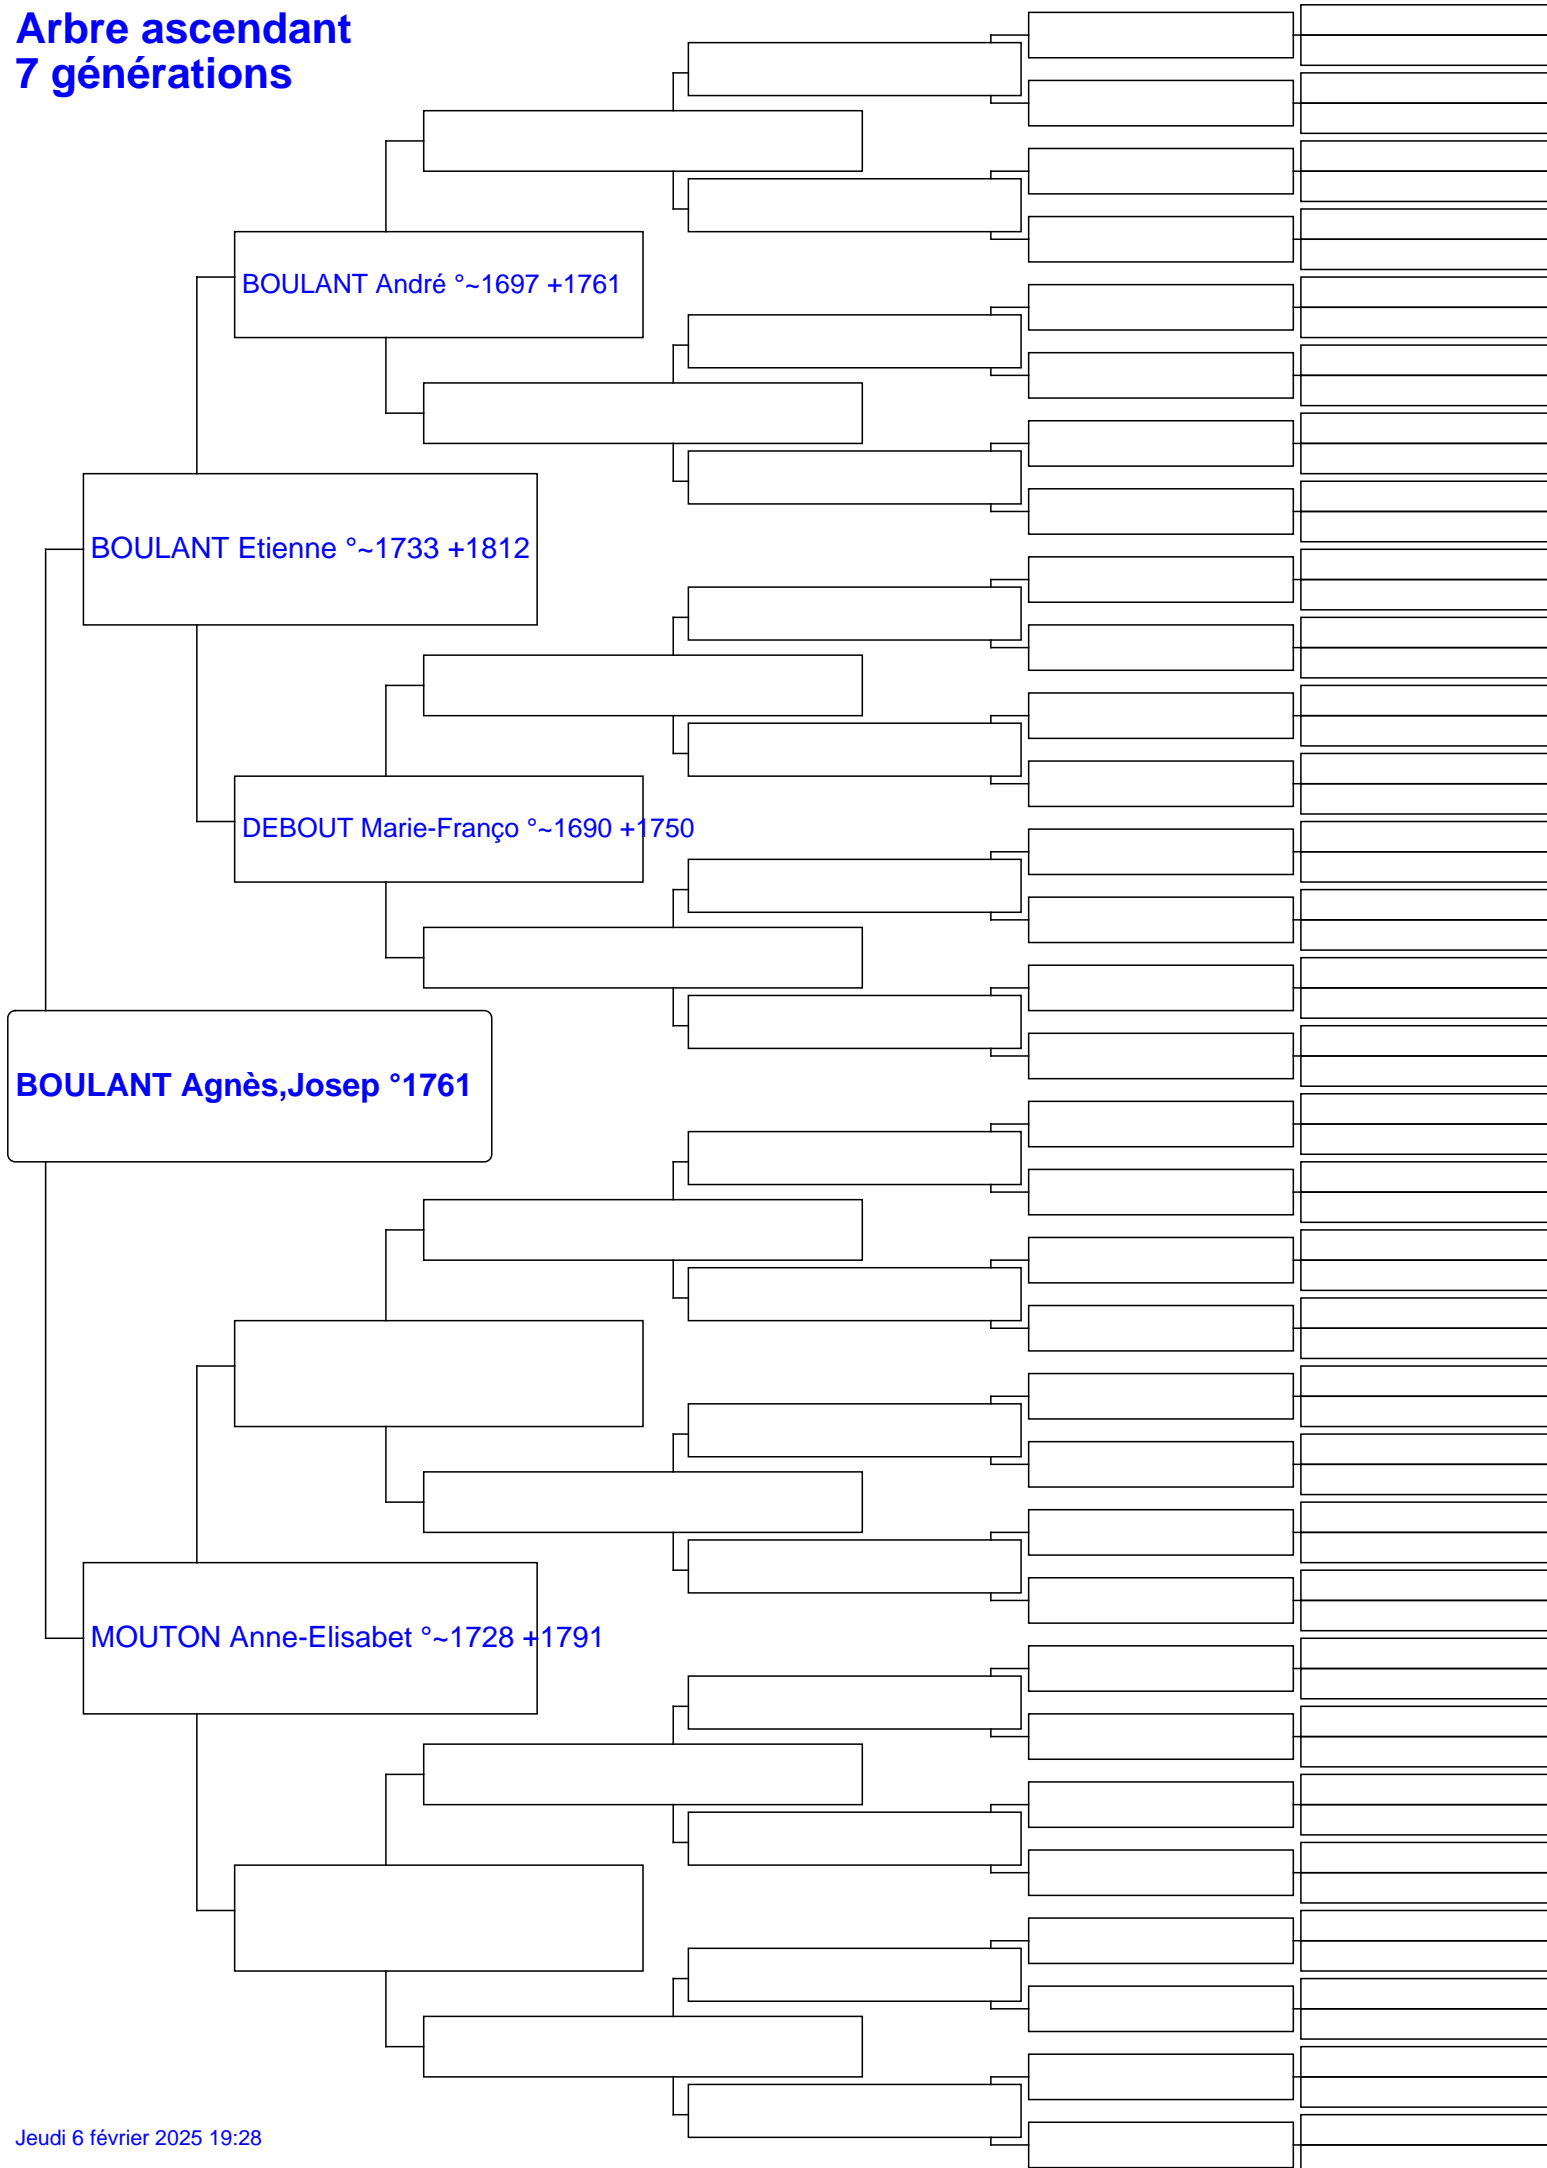 Arbre ascendant
7 générations
BOULANT André °~1697 +1761
BOULANT Etienne °~1733 +1812
DEBOUT Marie-Franço °~1690 +1750
BOULANT Agnès,Josep °1761
MOUTON Anne-Elisabet °~1728 +1791
Jeudi 6 février 2025 19:28